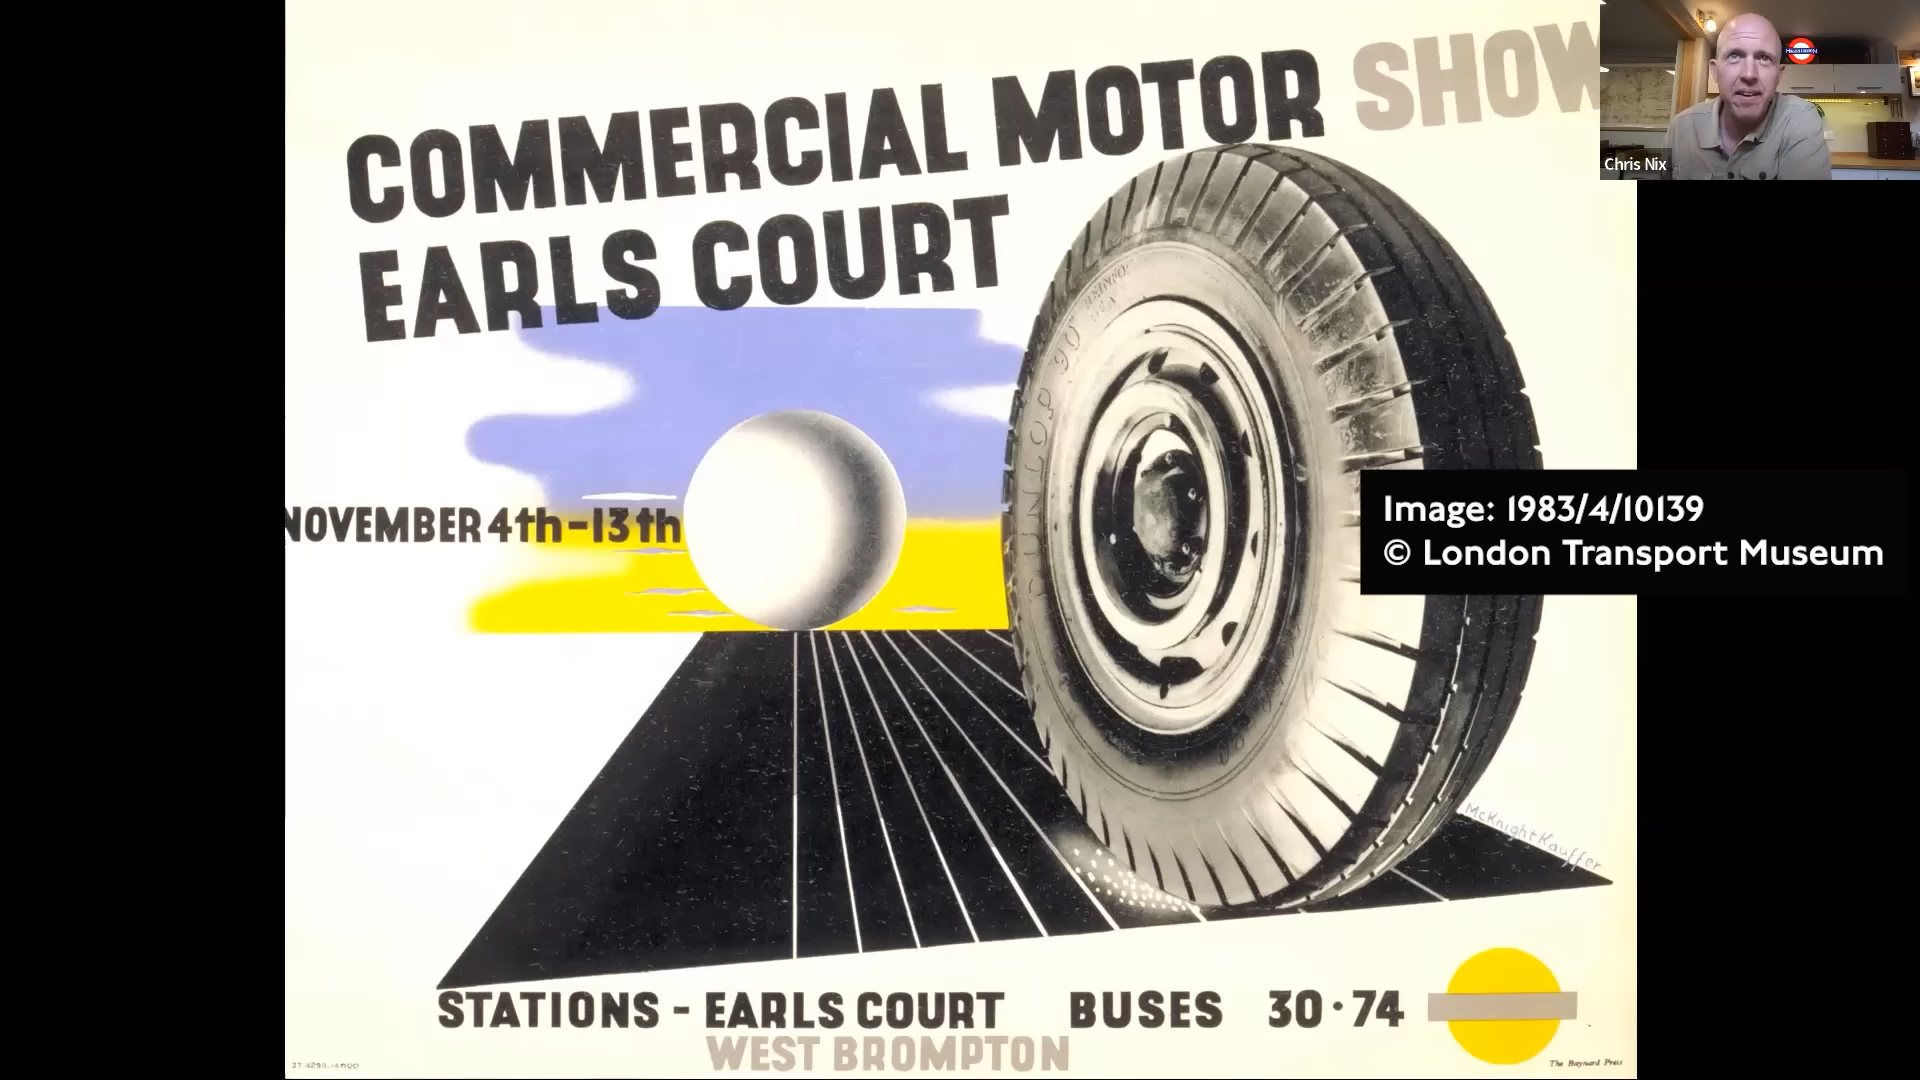 COMMERCIAL MOTOR SHOW
EARLS COURT
NOVEMBER 4th-13th
DUNLOP 90
McKnight Kauffer
STATIONS - EARLS COURT BUSES 30·74
WEST BROMPTON
The Baynard Press
Chris Nix
Image: 1983/4/10139
© London Transport Museum